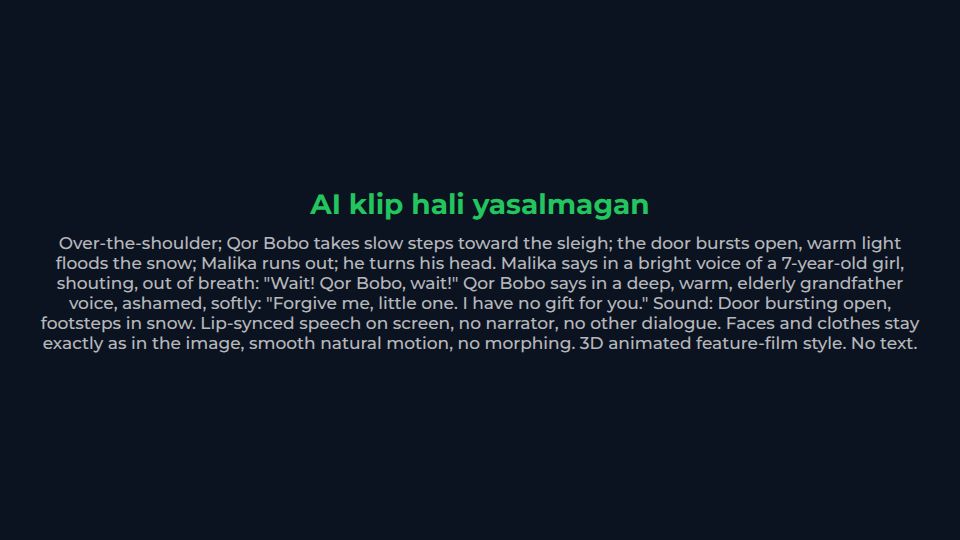 AI klip hali yasalmagan
Over-the-shoulder; Qor Bobo takes slow steps toward the sleigh; the door bursts open, warm light
floods the snow; Malika runs out; he turns his head. Malika says in a bright voice of a 7-year-old girl,
shouting, out of breath: "Wait! Qor Bobo, wait!" Qor Bobo says in a deep, warm, elderly grandfather
voice, ashamed, softly: "Forgive me, little one. I have no gift for you." Sound: Door bursting open,
footsteps in snow. Lip-synced speech on screen, no narrator, no other dialogue. Faces and clothes stay
exactly as in the image, smooth natural motion, no morphing. 3D animated feature-film style. No text.